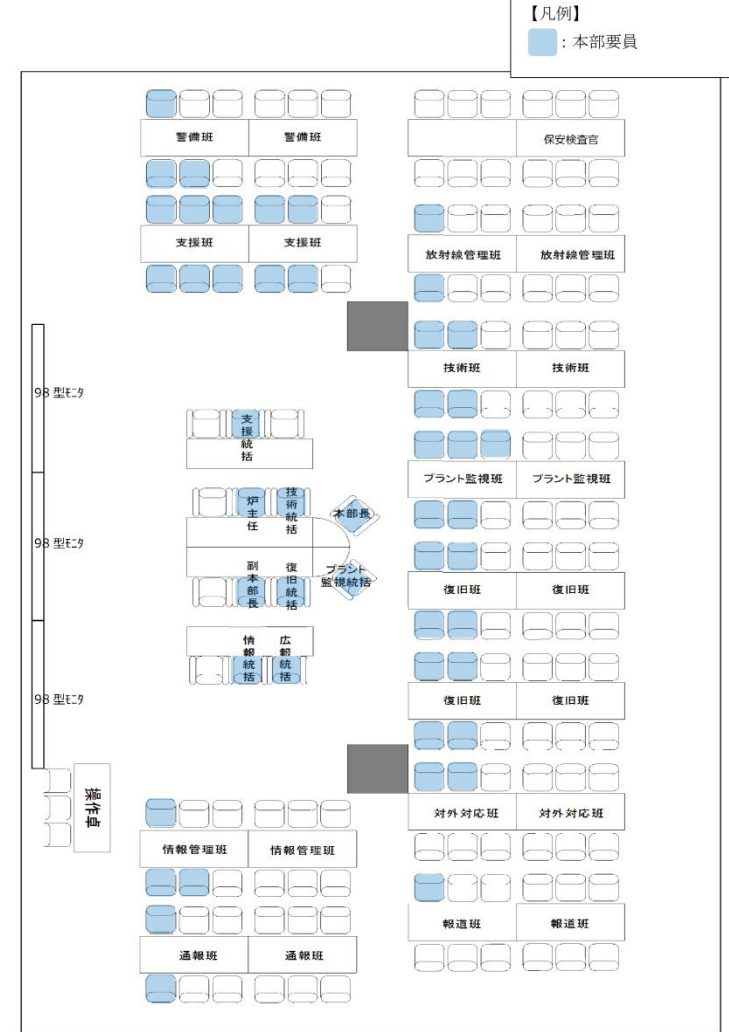 【凡例】
：本部要員
警備班 警備班
保安検査官
支援班 支援班
放射線管理班 放射線管理班
技術班 技術班
98 型ﾓﾆﾀ
支援統括
プラント監視班 プラント監視班
炉主任
技術統括
本部長
98 型ﾓﾆﾀ
副本部長
復旧統括
プラント
監視統括
復旧班 復旧班
情報統括
広報統括
98 型ﾓﾆﾀ
復旧班 復旧班
操作卓
対外対応班 対外対応班
情報管理班 情報管理班
報道班 報道班
通報班 通報班